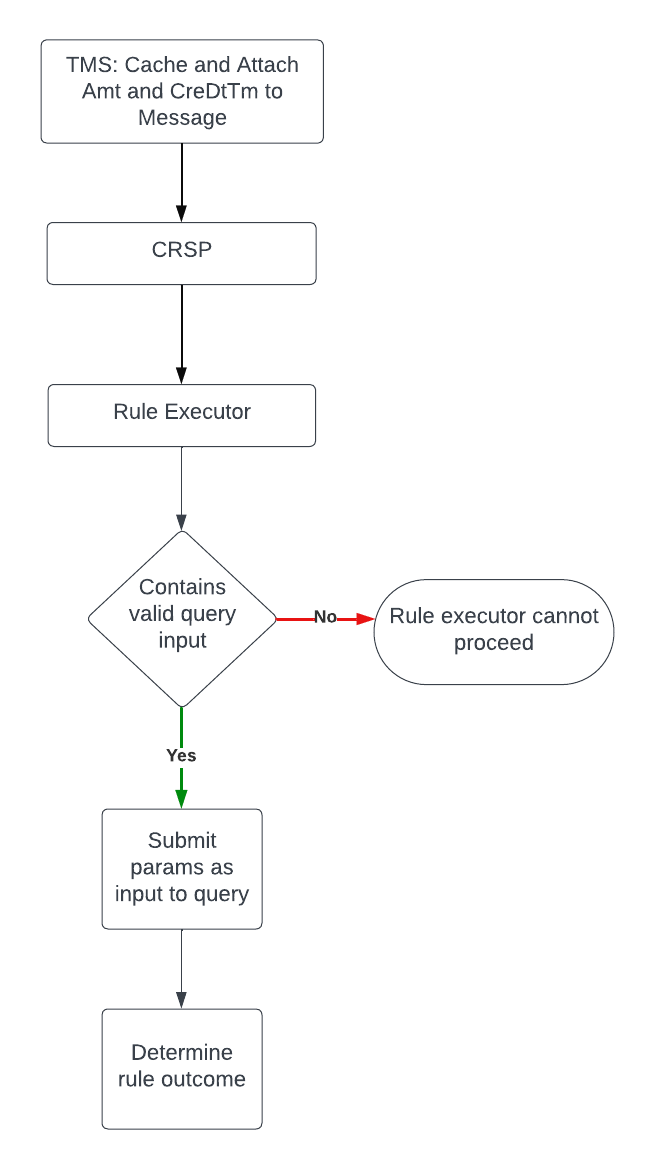 TMS: Cache and Attach
Amt and CreDtTm to
Message
CRSP
Rule Executor
Contains
valid query
input
No
Rule executor cannot
proceed
Yes
Submit
params as
input to query
Determine
rule outcome